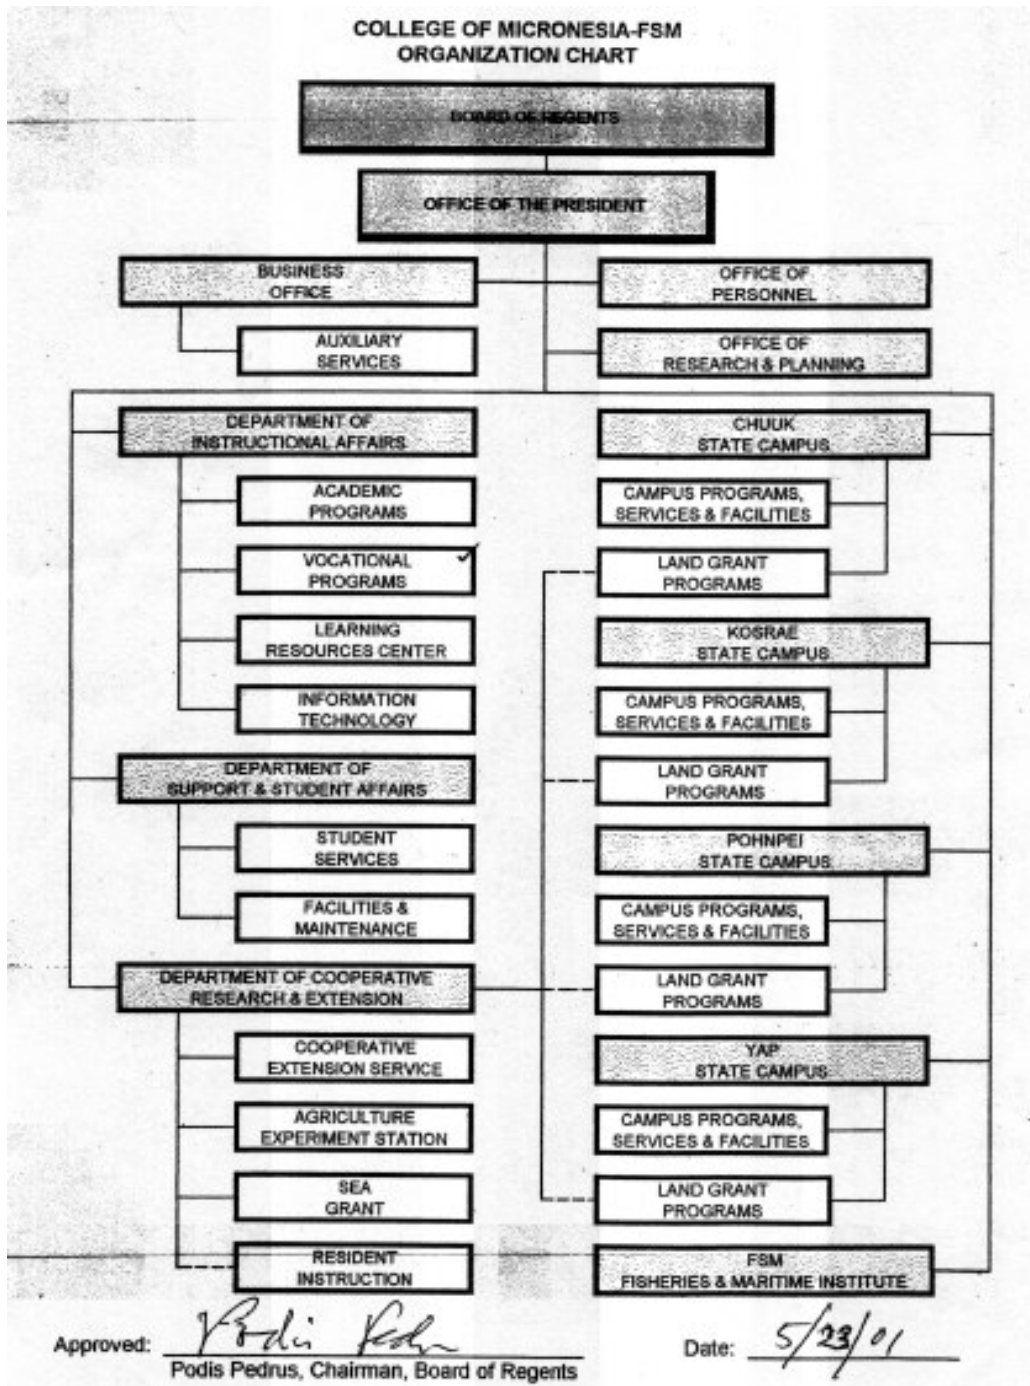 COLLEGE OF MICRONESIA-FSM
ORGANIZATION CHART
BOARD OF REGENTS
OFFICE OF THE PRESIDENT
BUSINESS
OFFICE
OFFICE OF
PERSONNEL
AUXILIARY
SERVICES
OFFICE OF
RESEARCH & PLANNING
DEPARTMENT OF
INSTRUCTIONAL AFFAIRS
ACADEMIC
PROGRAMS
VOCATIONAL
PROGRAMS
LEARNING
RESOURCES CENTER
INFORMATION
TECHNOLOGY
DEPARTMENT OF
SUPPORT & STUDENT AFFAIRS
STUDENT
SERVICES
FACILITIES &
MAINTENANCE
DEPARTMENT OF COOPERATIVE
RESEARCH & EXTENSION
COOPERATIVE
EXTENSION SERVICE
AGRICULTURE
EXPERIMENT STATION
SEA
GRANT
RESIDENT
INSTRUCTION
CHUUK
STATE CAMPUS
CAMPUS PROGRAMS,
SERVICES & FACILITIES
LAND GRANT
PROGRAMS
KOSRAE
STATE CAMPUS
CAMPUS PROGRAMS,
SERVICES & FACILITIES
LAND GRANT
PROGRAMS
POHNPEI
STATE CAMPUS
CAMPUS PROGRAMS,
SERVICES & FACILITIES
LAND GRANT
PROGRAMS
YAP
STATE CAMPUS
CAMPUS PROGRAMS,
SERVICES & FACILITIES
LAND GRANT
PROGRAMS
FSM
FISHERIES & MARITIME INSTITUTE
Approved: Podis Pedrus
Podis Pedrus, Chairman, Board of Regents
Date: 5/23/01